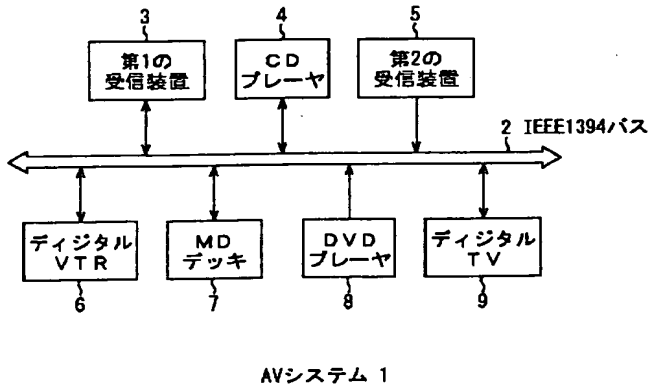 3
4
5
第1の
受信装置
CD
プレーヤ
第2の
受信装置
2 IEEE1394バス
ディジタル
VTR
MD
デッキ
DVD
プレーヤ
ディジタル
TV
6
7
8
9
AVシステム 1